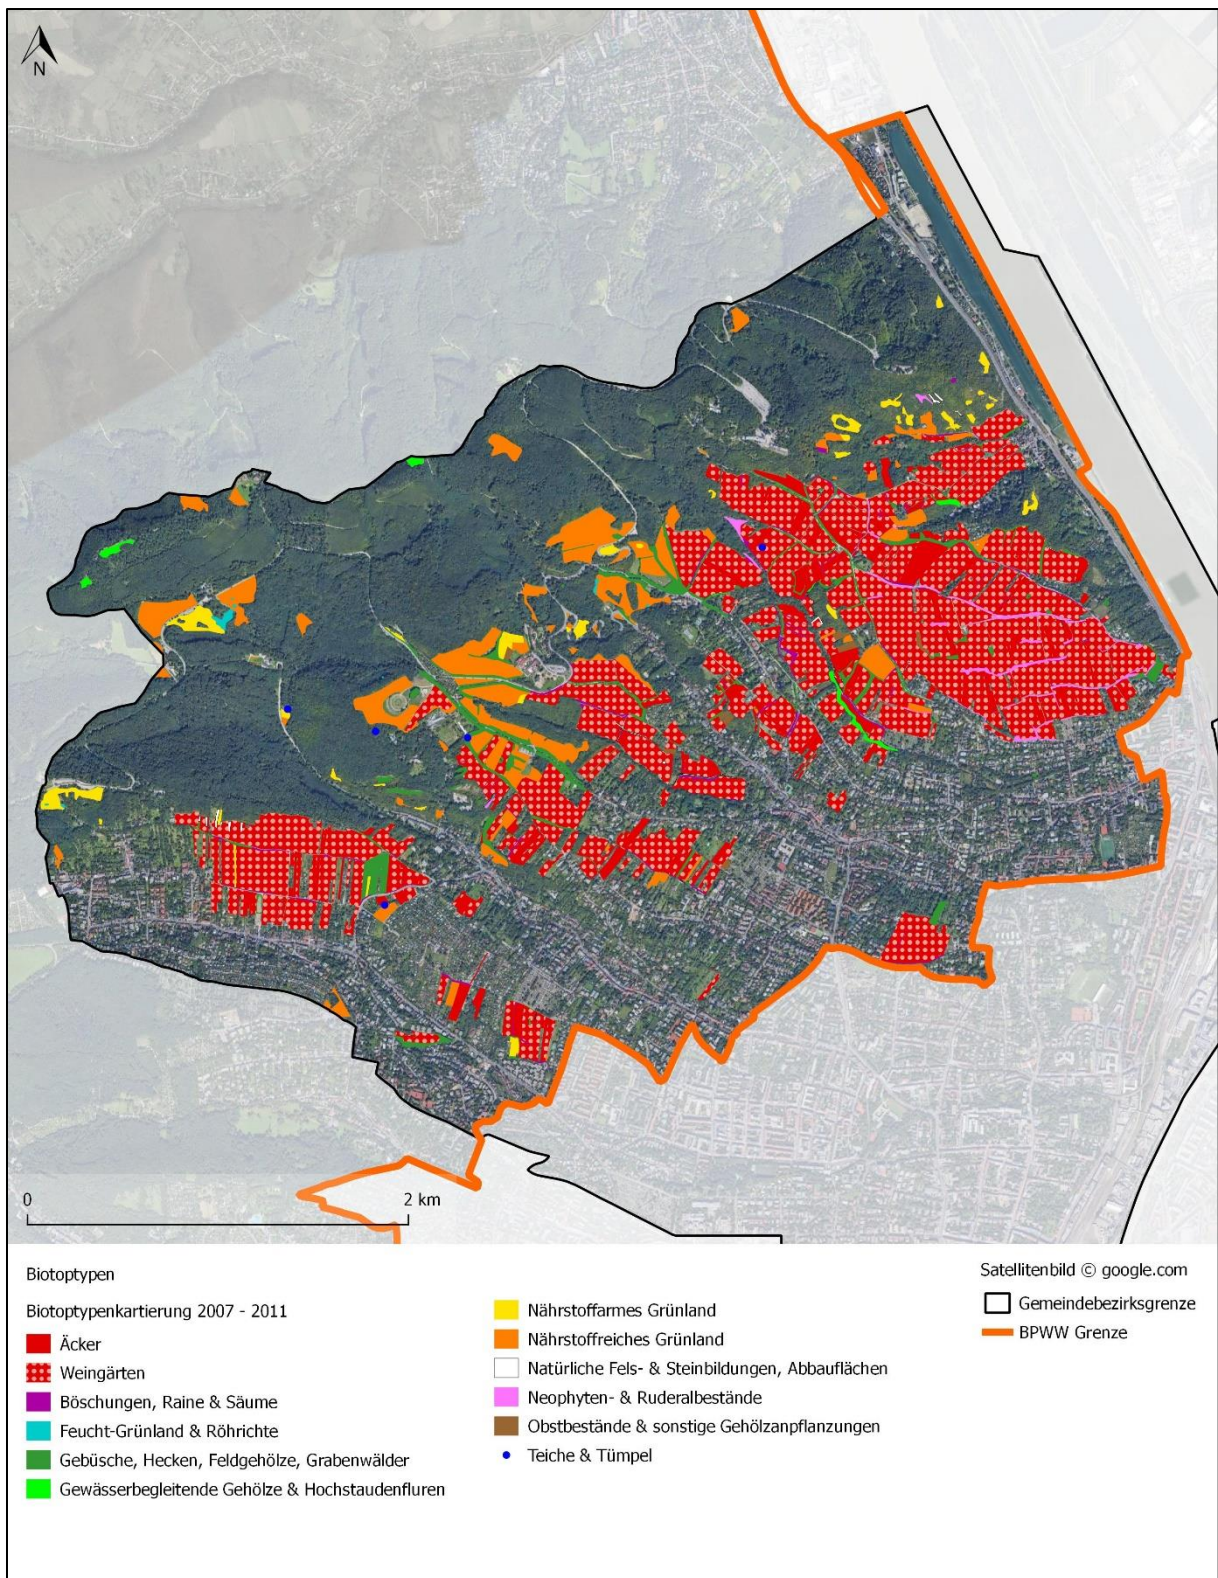 N
0
2 km
Biotoptypen
Biotoptypenkartierung 2007 - 2011
Äcker
Weingärten
Böschungen, Raine & Säume
Feucht-Grünland & Röhrichte
Gebüsche, Hecken, Feldgehölze, Grabenwälder
Gewässerbegleitende Gehölze & Hochstaudenfluren
Nährstoffarmes Grünland
Nährstoffreiches Grünland
Natürliche Fels- & Steinbildungen, Abbauflächen
Neophyten- & Ruderalbestände
Obstbestände & sonstige Gehölzanpflanzungen
Teiche & Tümpel
Satellitenbild © google.com
Gemeindebezirksgrenze
BPWW Grenze